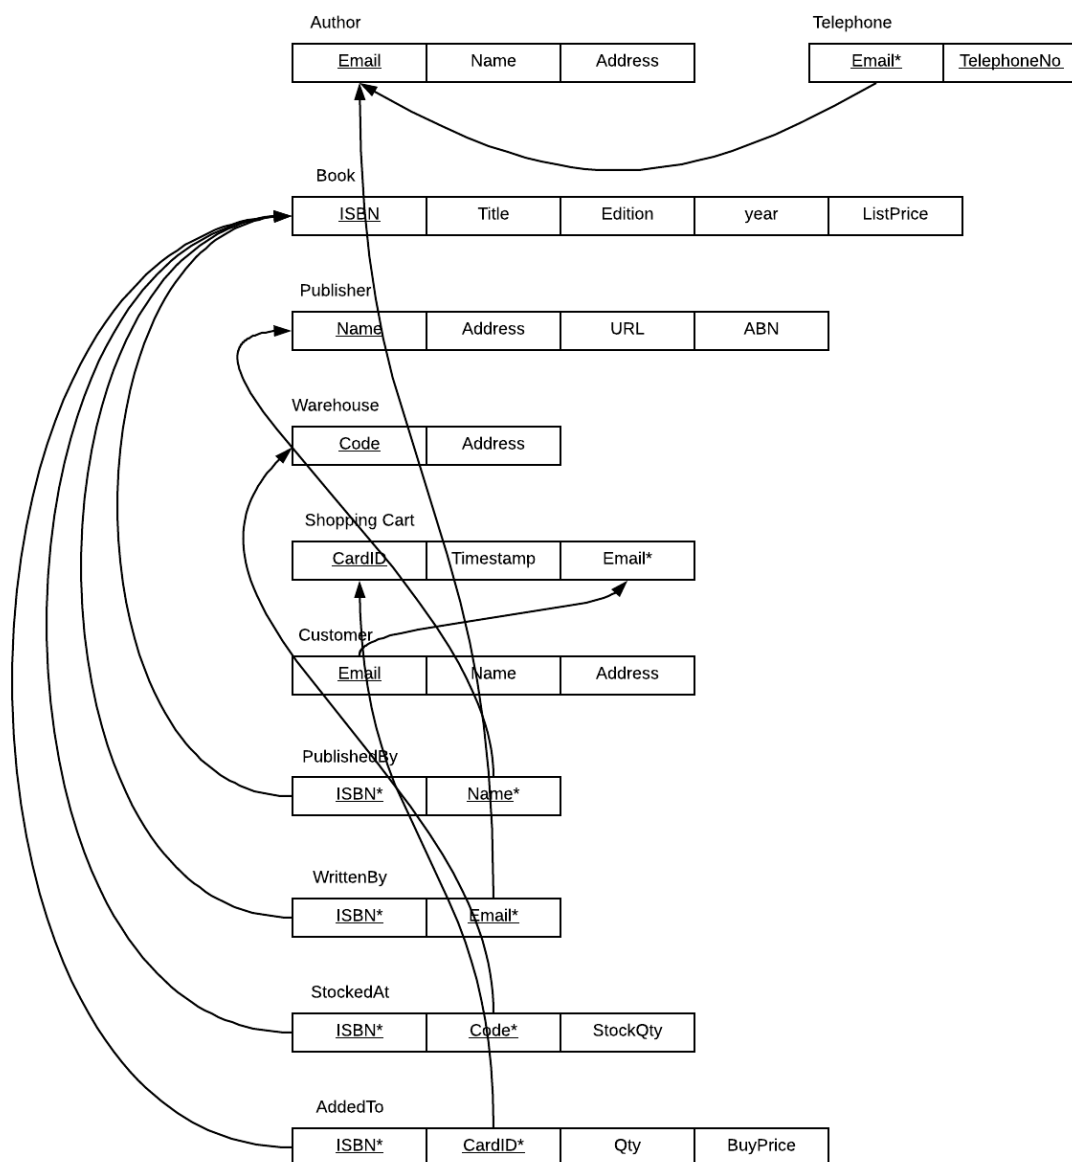 Author Telephone
Email Name Address Email* TelephoneNo
Book
ISBN Title Edition year ListPrice
Publisher
Name Address URL ABN
Warehouse
Code Address
Shopping Cart
CardID Timestamp Email*
Customer
Email Name Address
PublishedBy
ISBN* Name*
WrittenBy
ISBN* Email*
StockedAt
ISBN* Code* StockQty
AddedTo
ISBN* CardID* Qty BuyPrice